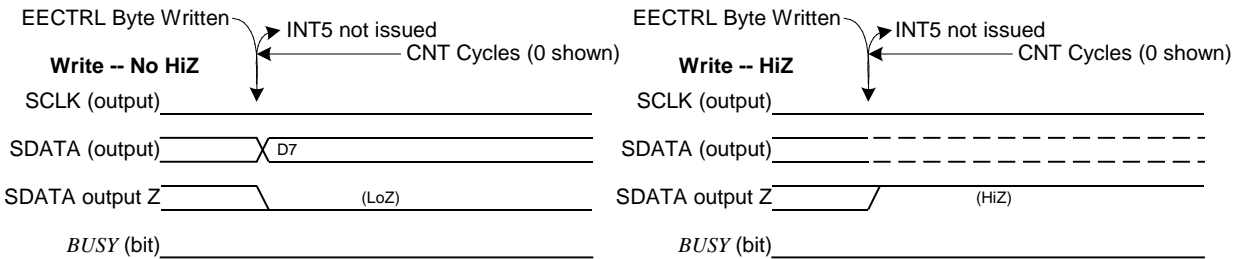 EECTRL Byte Written
INT5 not issued
CNT Cycles (0 shown)
Write -- No HiZ
SCLK (output)
SDATA (output)
D7
SDATA output Z
(LoZ)
BUSY (bit)
EECTRL Byte Written
INT5 not issued
CNT Cycles (0 shown)
Write -- HiZ
SCLK (output)
SDATA (output)
SDATA output Z
(HiZ)
BUSY (bit)